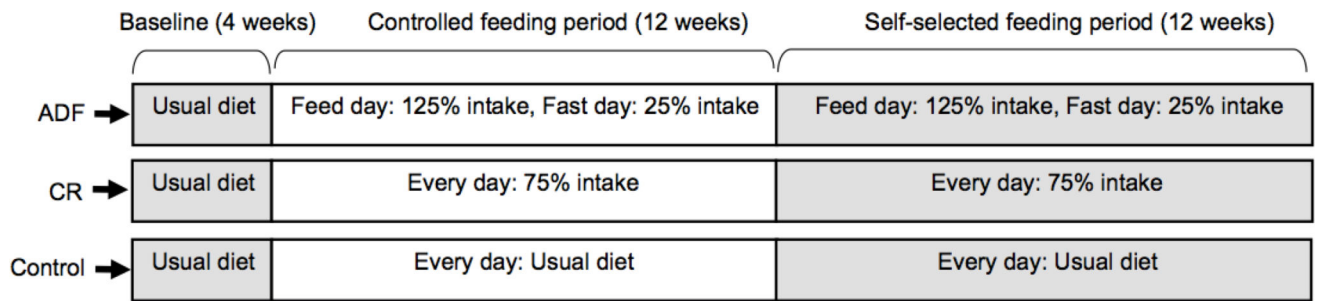 Baseline (4 weeks) Controlled feeding period (12 weeks) Self-selected feeding period (12 weeks)
ADF Usual diet Feed day: 125% intake, Fast day: 25% intake Feed day: 125% intake, Fast day: 25% intake
CR Usual diet Every day: 75% intake Every day: 75% intake
Control Usual diet Every day: Usual diet Every day: Usual diet